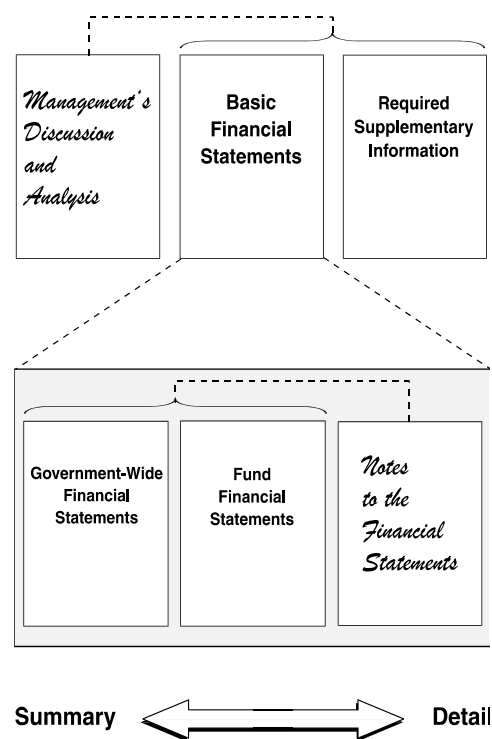 Management's
Discussion
and
Analysis
Basic
Financial
Statements
Required
Supplementary
Information
Government-Wide
Financial
Statements
Fund
Financial
Statements
Notes
to the
Financial
Statements
Summary
Detail